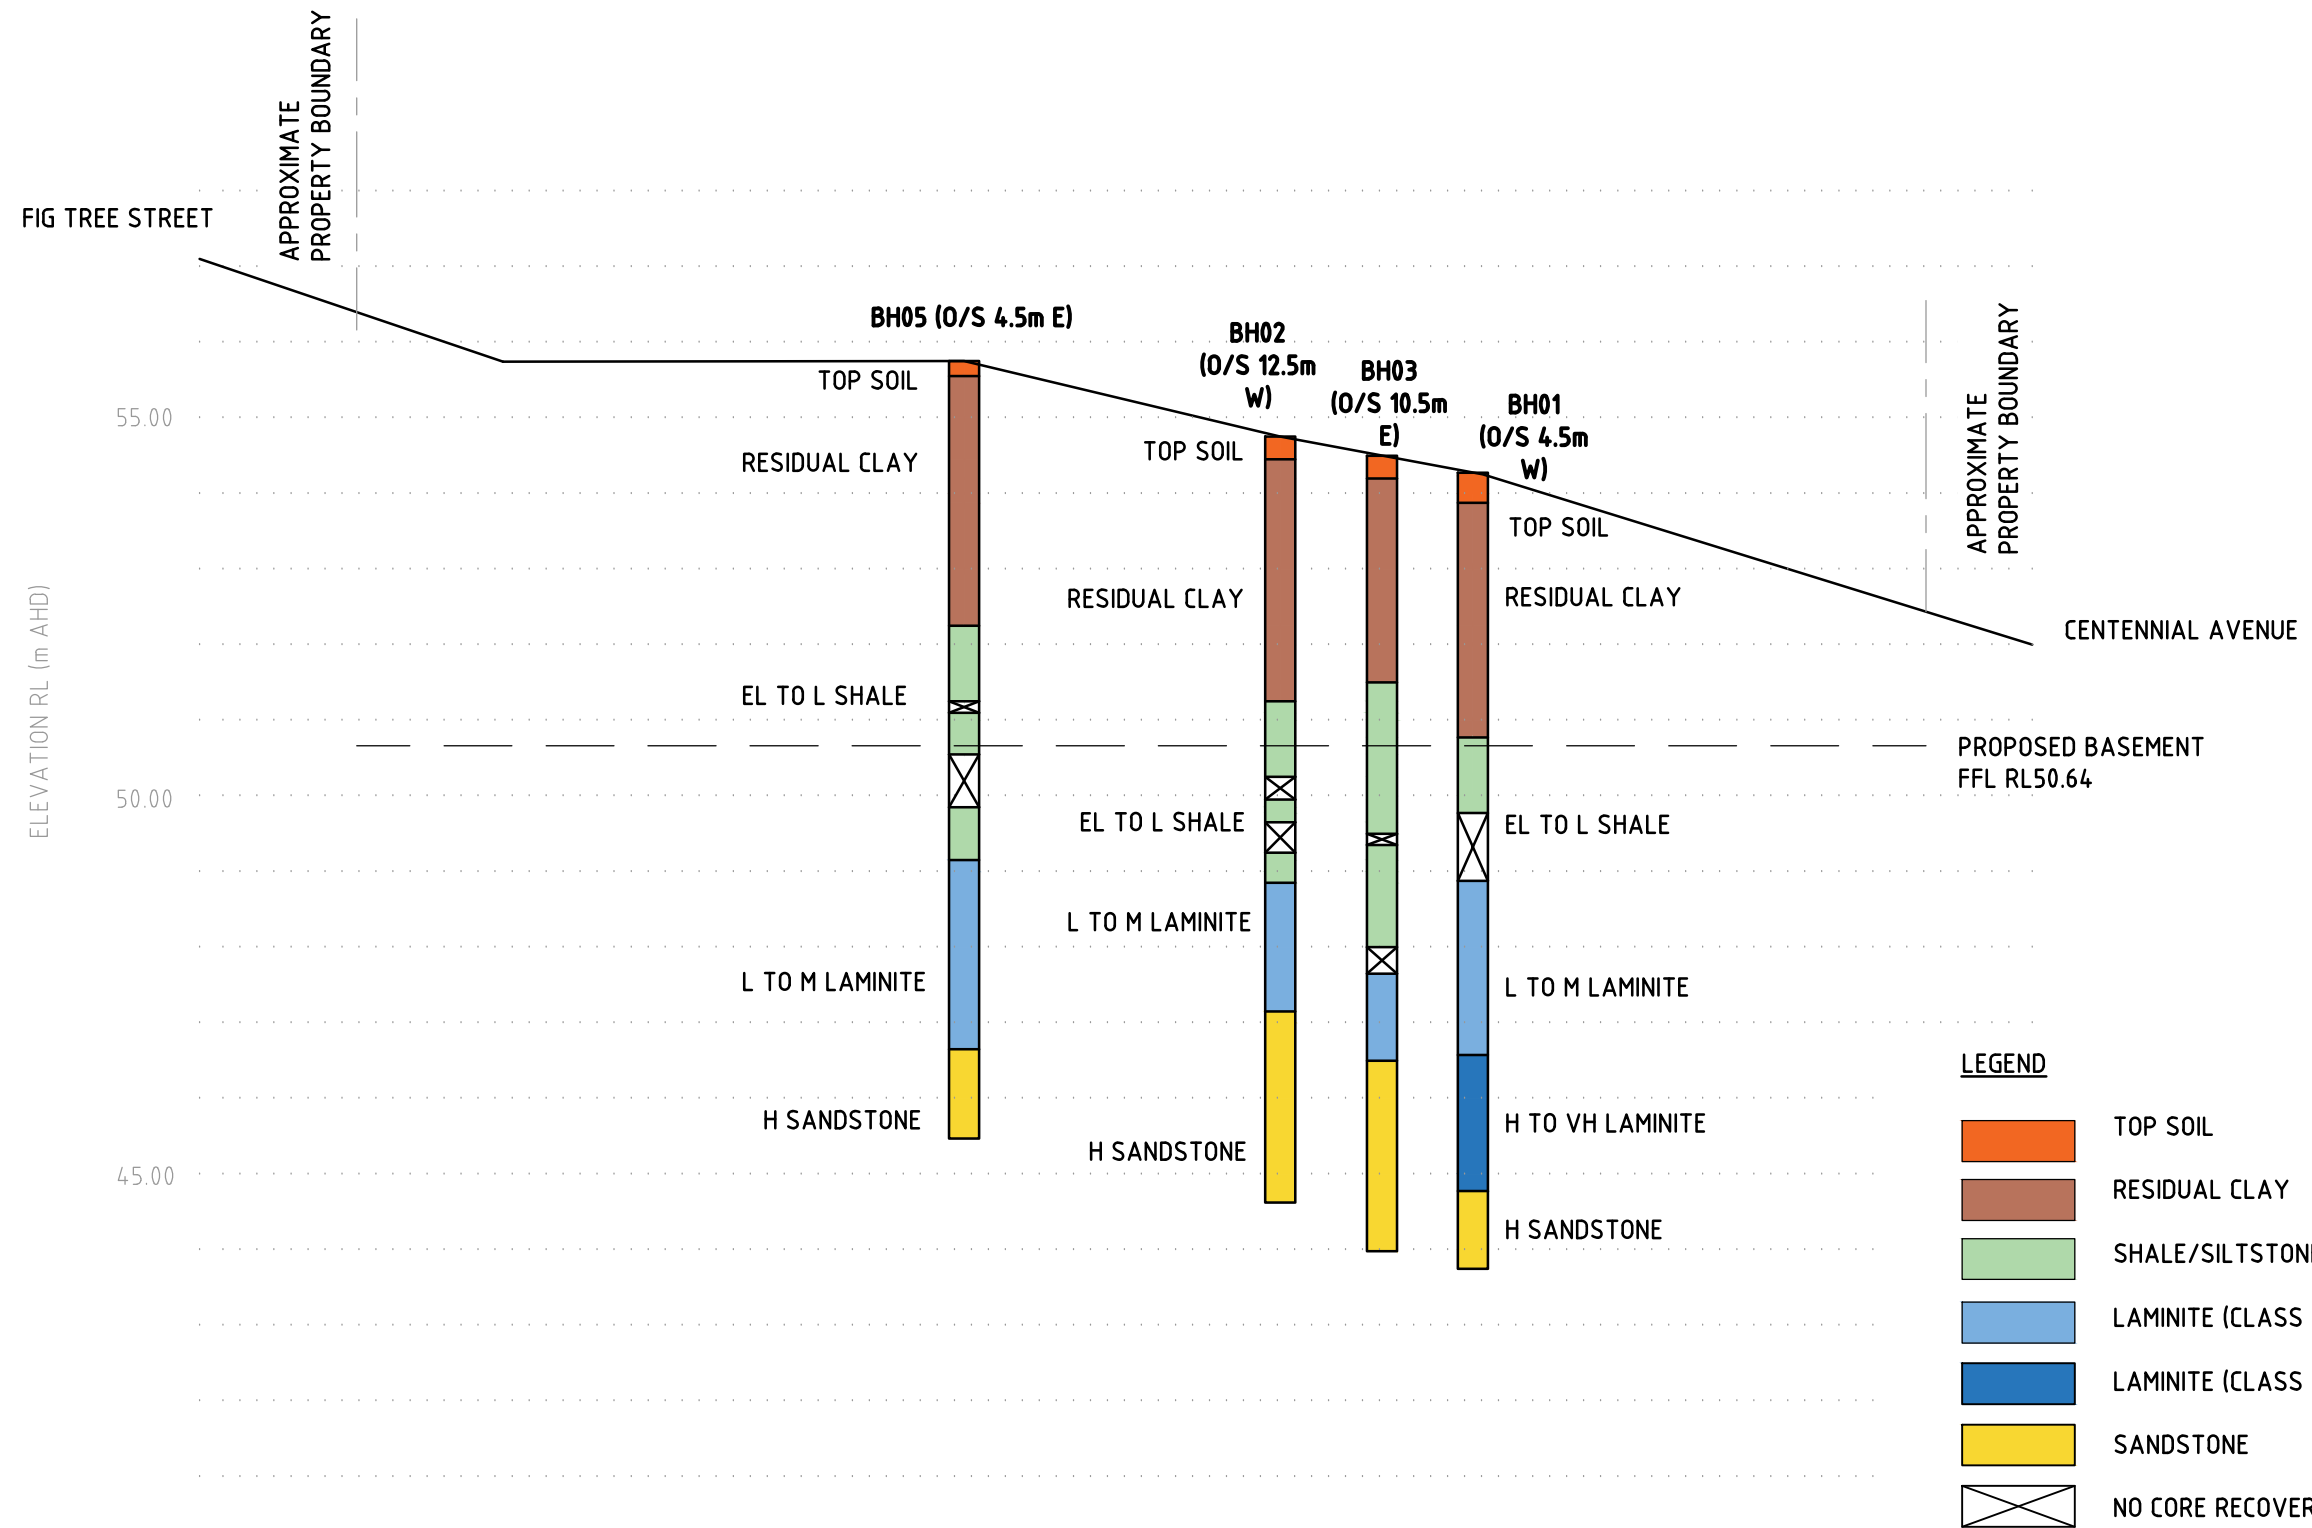 APPROXIMATE
PROPERTY BOUNDARY
FIG TREE STREET
BH05 (O/S 4.5m E)
BH02
(O/S 12.5m
W)
BH03
(O/S 10.5m
E)
BH01
(O/S 4.5m
W)
APPROXIMATE
PROPERTY BOUNDARY
TOP SOIL
55.00
RESIDUAL CLAY
TOP SOIL
TOP SOIL
RESIDUAL CLAY
RESIDUAL CLAY
CENTENNIAL AVENUE
ELEVATION RL (m AHD)
EL TO L SHALE
PROPOSED BASEMENT
FFL RL50.64
50.00
EL TO L SHALE
EL TO L SHALE
L TO M LAMINITE
L TO M LAMINITE
L TO M LAMINITE
H SANDSTONE
H SANDSTONE
H TO VH LAMINITE
45.00
H SANDSTONE
LEGEND
TOP SOIL
RESIDUAL CLAY
SHALE/SILTSTON
LAMINITE (CLASS
LAMINITE (CLASS
SANDSTONE
NO CORE RECOVER